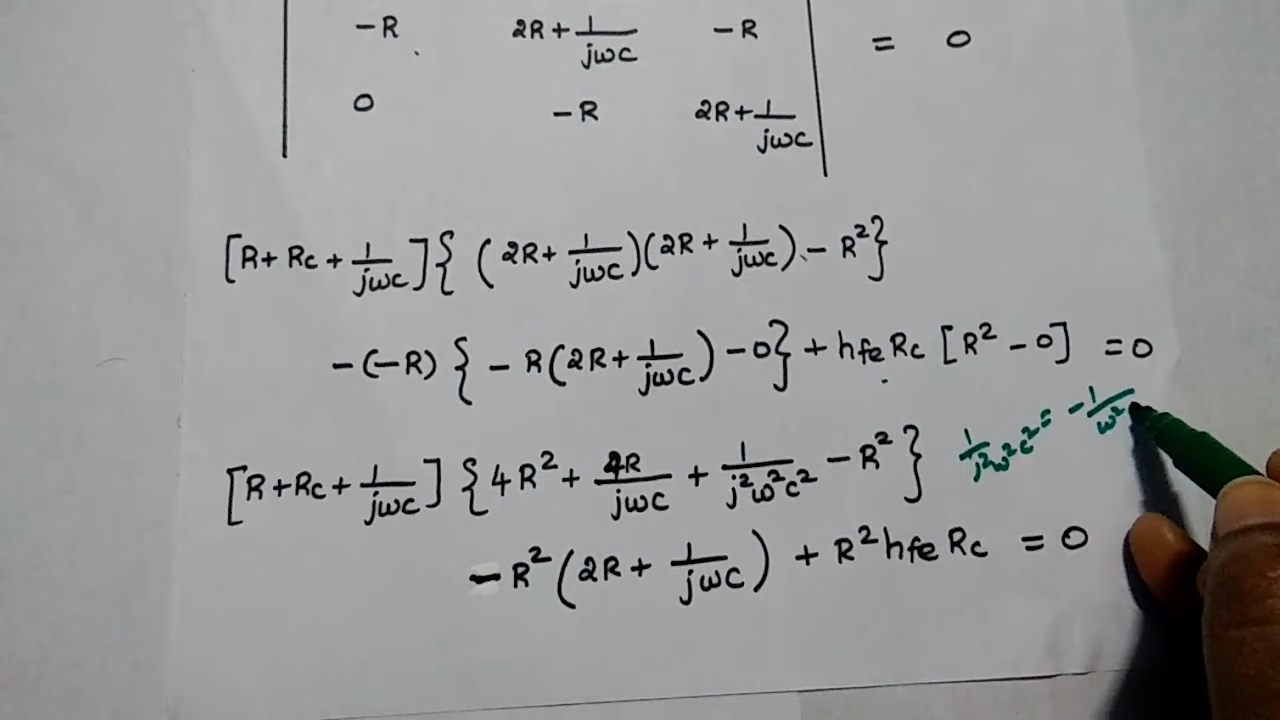 -R 2R + 1/jωc -R = 0
0 -R 2R + 1/jωc
[R + Rc + 1/jωc] { (2R + 1/jωc)(2R + 1/jωc) - R²}
-(-R) { - R(2R + 1/jωc) - 0} + hfe Rc [R² - 0] = 0
[R + Rc + 1/jωc] {4R² + 4R/jωc + 1/j²ω²c² - R²} 1/j²ω²c² = -1/ω²
- R² (2R + 1/jωc) + R² hfe Rc = 0